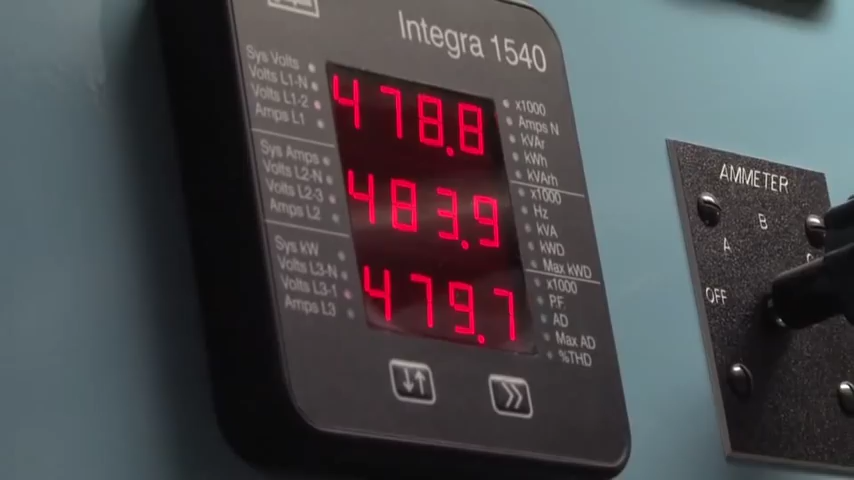 Integra 1540
Sys Volts
Volts L1-N
Volts L1-2
Amps L1
478.8
x1000
Amps N
kVAr
kWh
kVArh
Sys Amps
Volts L2-N
Volts L2-3
Amps L2
483.9
x1000
Hz
kVA
kWD
Max kWD
Sys kW
Volts L3-N
Volts L3-1
Amps L3
479.7
x1000
P.F.
AD
Max AD
%THD
AMMETER
B
A
OFF